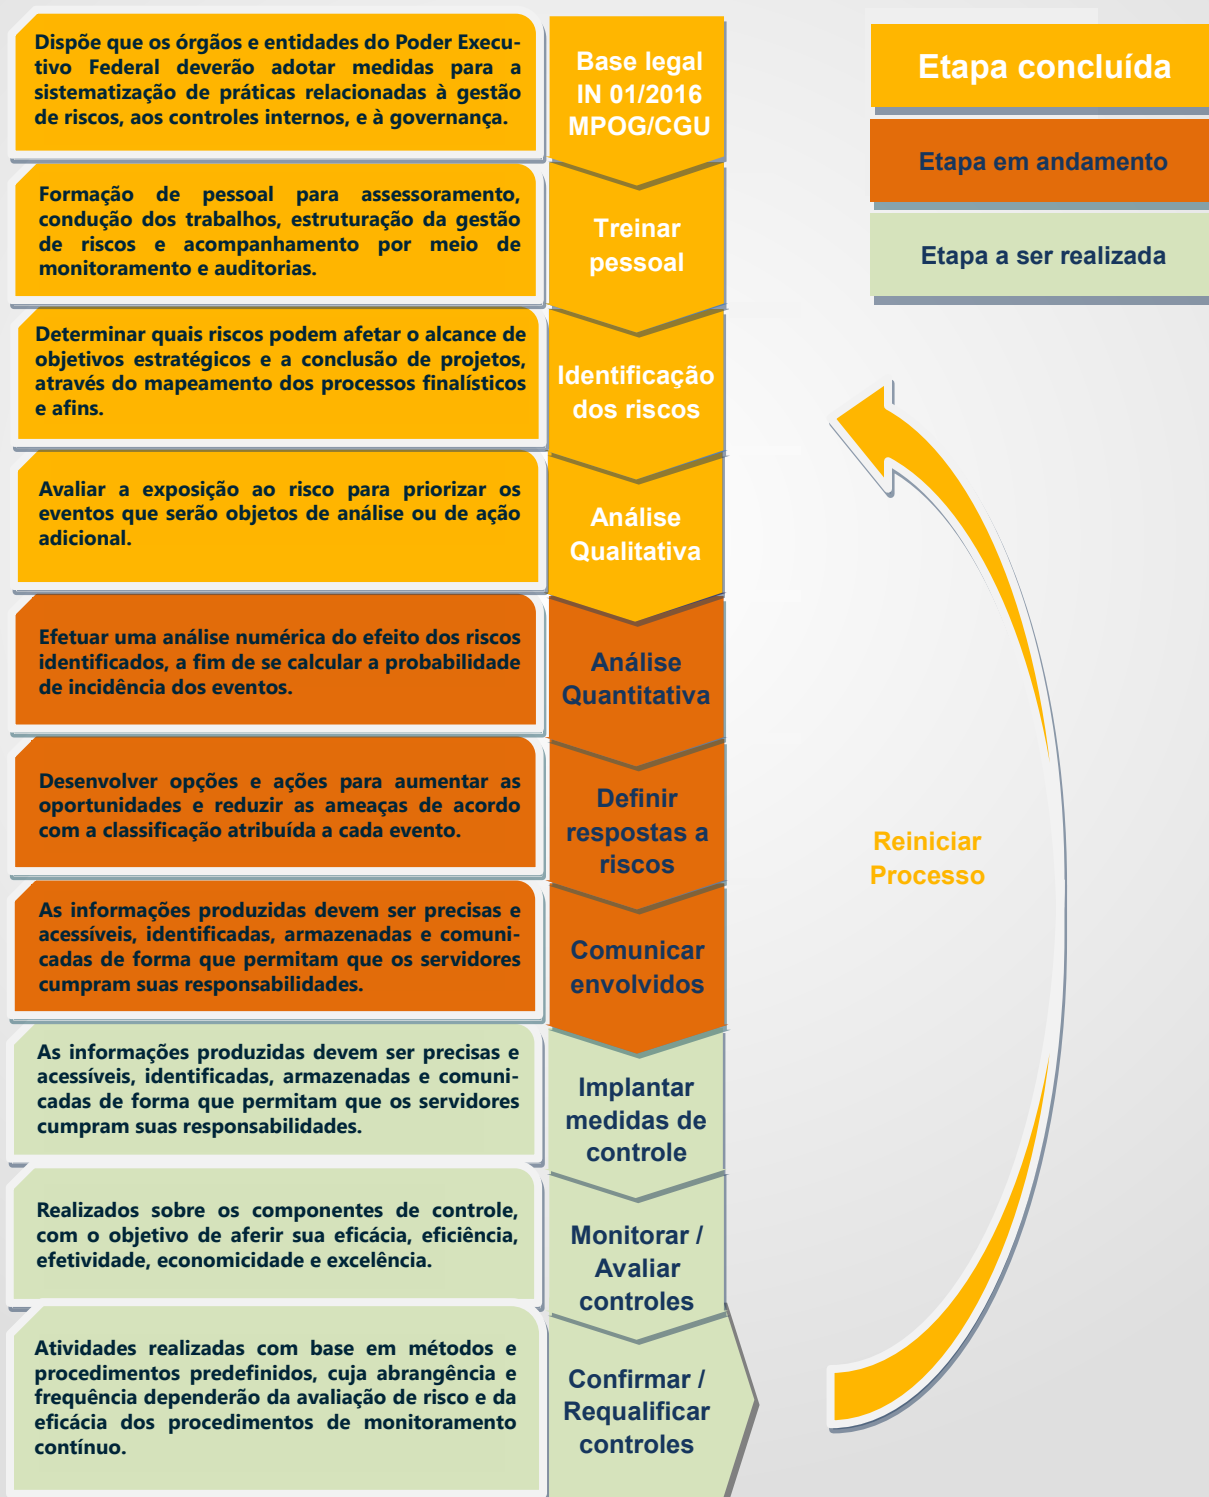 Dispõe que os órgãos e entidades do Poder Execu-
tivo Federal deverão adotar medidas para a
sistematização de práticas relacionadas à gestão
de riscos, aos controles internos, e à governança.
Base legal
IN 01/2016
MPOG/CGU
Etapa concluída
Etapa em andamento
Etapa a ser realizada
Formação de pessoal para assessoramento,
condução dos trabalhos, estruturação da gestão
de riscos e acompanhamento por meio de
monitoramento e auditorias.
Treinar
pessoal
Determinar quais riscos podem afetar o alcance de
objetivos estratégicos e a conclusão de projetos,
através do mapeamento dos processos finalísticos
e afins.
Identificação
dos riscos
Avaliar a exposição ao risco para priorizar os
eventos que serão objetos de análise ou de ação
adicional.
Análise
Qualitativa
Efetuar uma análise numérica do efeito dos riscos
identificados, a fim de se calcular a probabilidade
de incidência dos eventos.
Análise
Quantitativa
Desenvolver opções e ações para aumentar as
oportunidades e reduzir as ameaças de acordo
com a classificação atribuída a cada evento.
Definir
respostas a
riscos
Reiniciar
Processo
As informações produzidas devem ser precisas e
acessíveis, identificadas, armazenadas e comuni-
cadas de forma que permitam que os servidores
cumpram suas responsabilidades.
Comunicar
envolvidos
As informações produzidas devem ser precisas e
acessíveis, identificadas, armazenadas e comuni-
cadas de forma que permitam que os servidores
cumpram suas responsabilidades.
Implantar
medidas de
controle
Realizados sobre os componentes de controle,
com o objetivo de aferir sua eficácia, eficiência,
efetividade, economicidade e excelência.
Monitorar /
Avaliar
controles
Atividades realizadas com base em métodos e
procedimentos predefinidos, cuja abrangência e
frequência dependerão da avaliação de risco e da
eficácia dos procedimentos de monitoramento
contínuo.
Confirmar /
Requalificar
controles